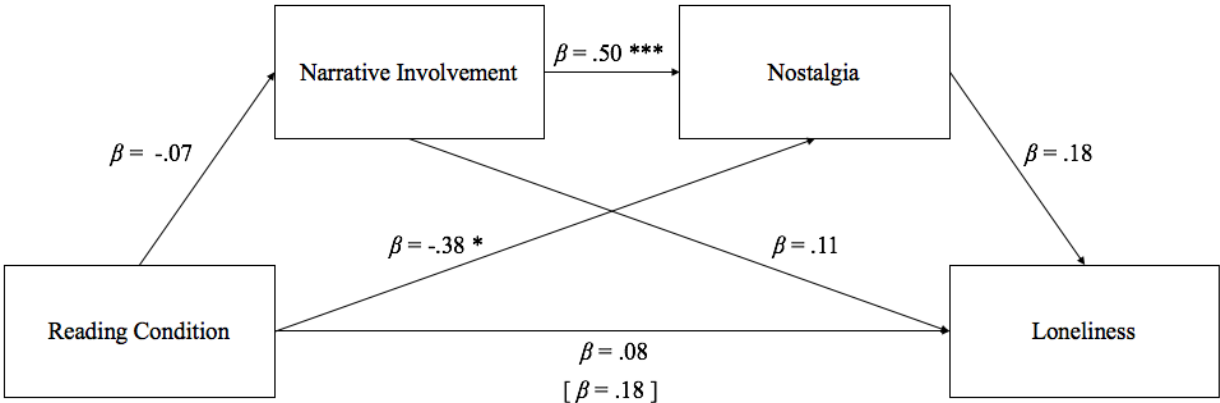 β = .50 ***
Narrative Involvement
Nostalgia
β = -.07
β = .18
β = -.38 *
β = .11
Reading Condition
Loneliness
β = .08
[ β = .18 ]